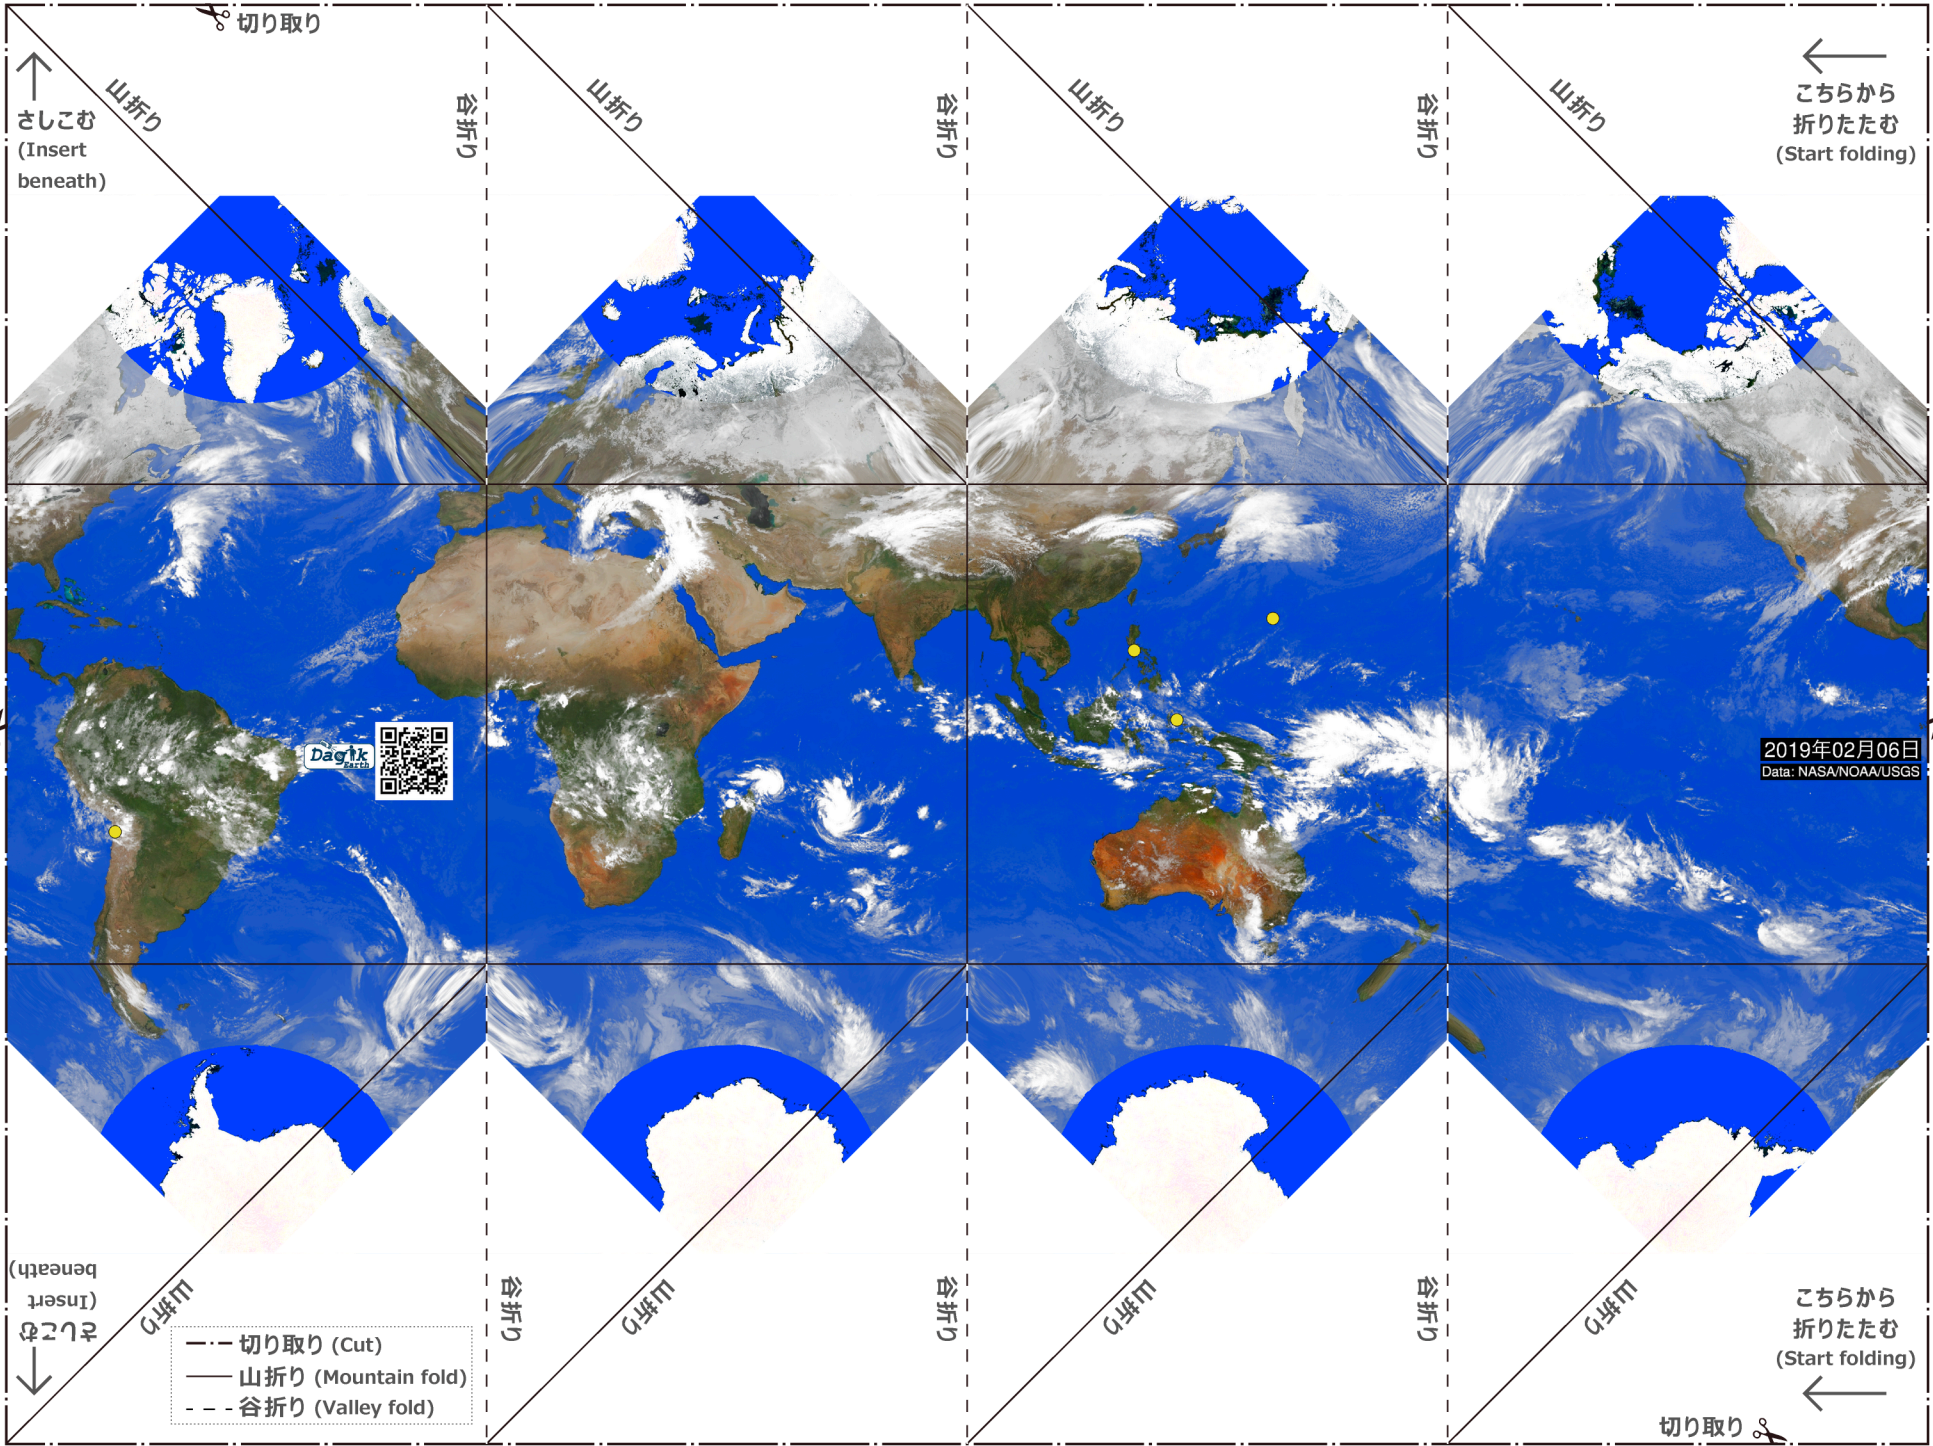 切り取り
山折り
谷折り
山折り
谷折り
山折り
谷折り
山折り
さしこむ
(Insert
beneath)
こちらから
折りたたむ
(Start folding)
Dagik
Earth
2019年02月06日
Data: NASA/NOAA/USGS
さしこむ
(Insert
beneath)
山折り
谷折り
山折り
谷折り
山折り
谷折り
山折り
こちらから
折りたたむ
(Start folding)
切り取り (Cut)
山折り (Mountain fold)
谷折り (Valley fold)
切り取り